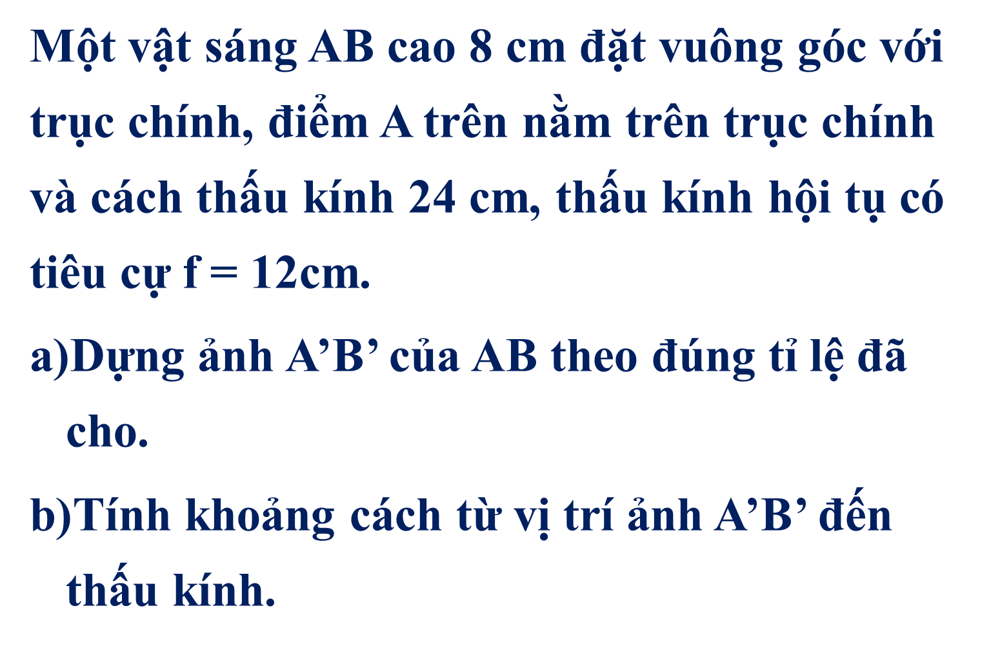 Một vật sáng AB cao 8 cm đặt vuông góc với
trục chính, điểm A trên nằm trên trục chính
và cách thấu kính 24 cm, thấu kính hội tụ có
tiêu cự f = 12cm.
a)Dựng ảnh A’B’ của AB theo đúng tỉ lệ đã
cho.
b)Tính khoảng cách từ vị trí ảnh A’B’ đến
thấu kính.